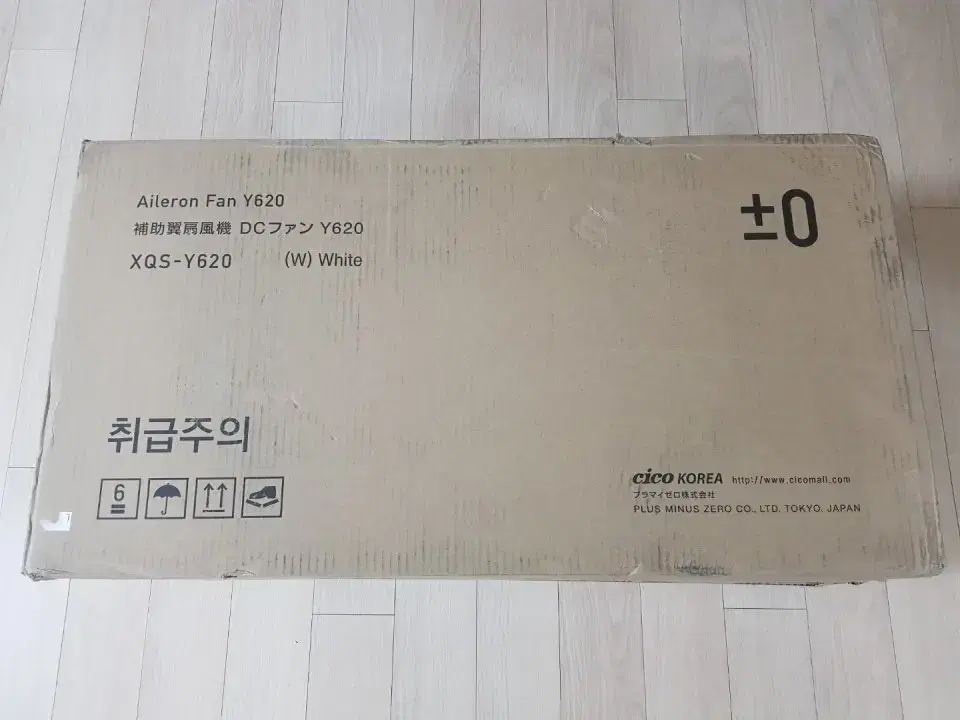 Aileron Fan Y620
補助翼扇風機 DCファン Y620
XQS-Y620 (W) White
±0
취급주의
6
cico KOREA http://www.cicomall.com
プラマイゼロ株式会社
PLUS MINUS ZERO CO., LTD. TOKYO. JAPAN